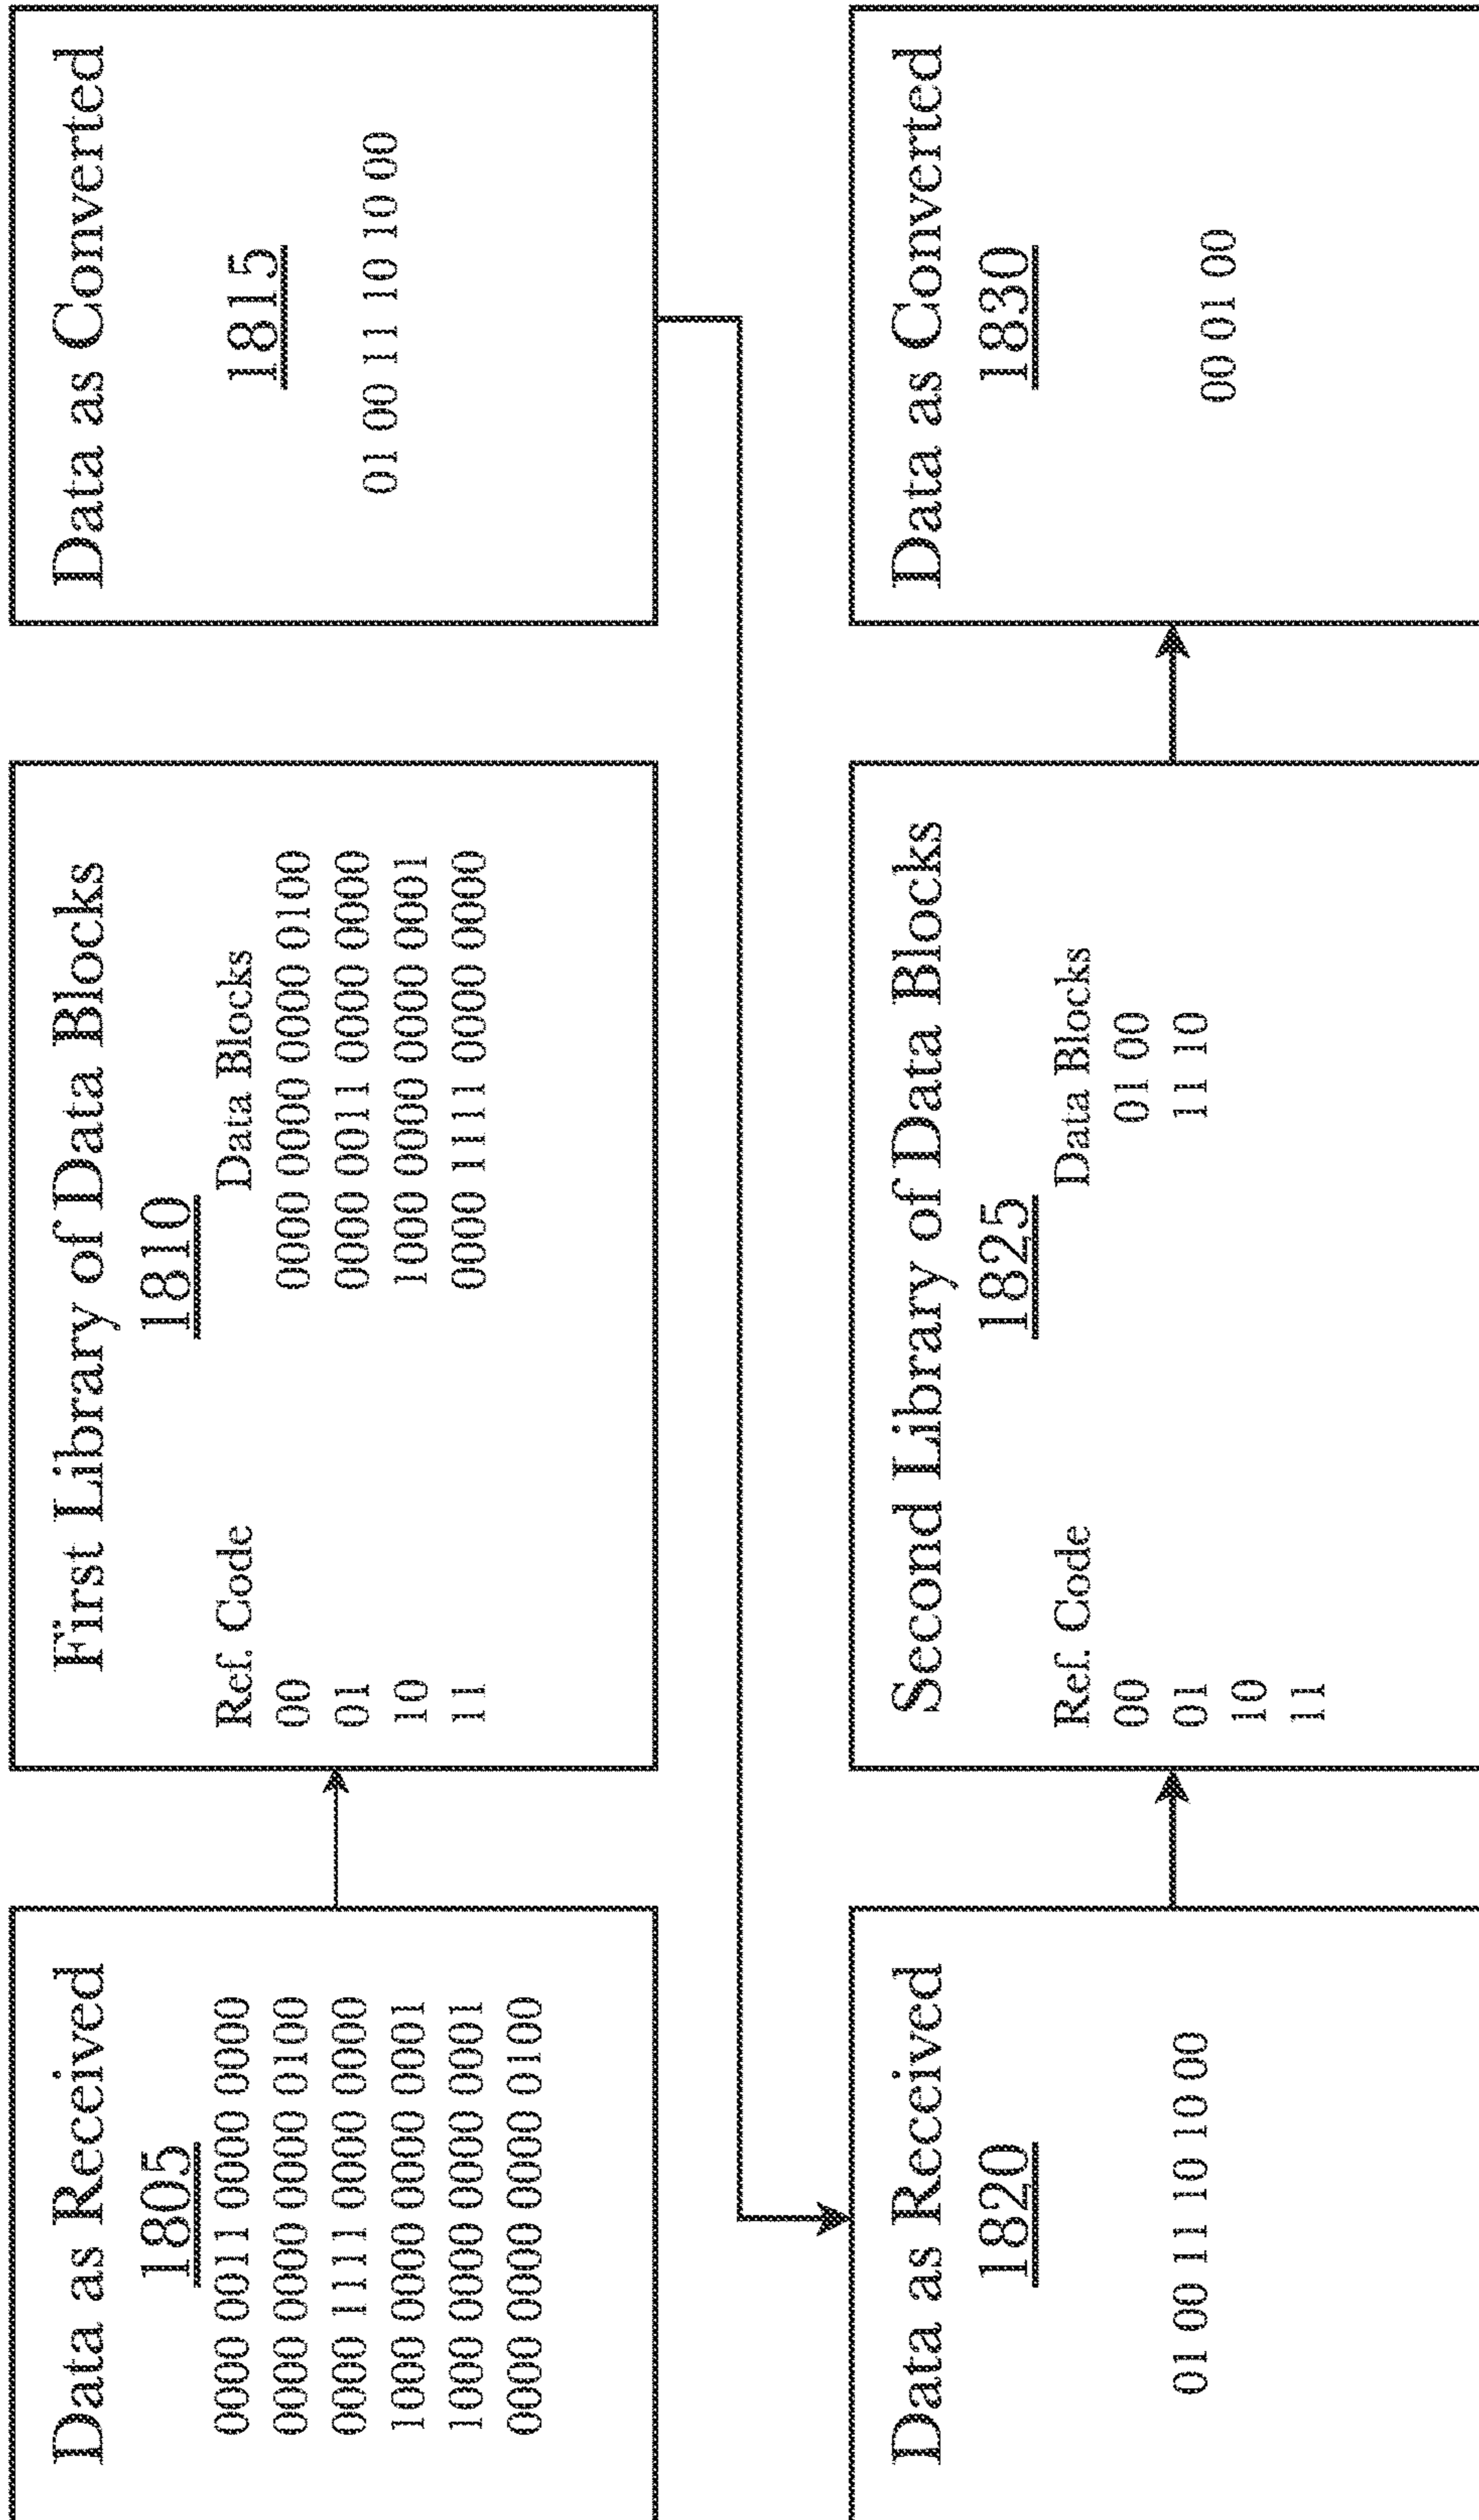 Data as Received
1805
0000 0011 0000 0000
0000 0000 0000 0100
0000 1111 0000 0000
1000 0000 0000 0001
1000 0000 0000 0001
0000 0000 0000 0100
First Library of Data Blocks
1810
Ref. Code Data Blocks
00 0000 0000 0000 0100
01 0000 0011 0000 0000
10 1000 0000 0000 0001
11 0000 1111 0000 0000
Data as Converted
1815
01 00 11 10 10 00
Data as Received
1820
01 00 11 10 10 00
Second Library of Data Blocks
1825
Ref. Code Data Blocks
00 01 00
01 11 10
10
11
Data as Converted
1830
00 01 00